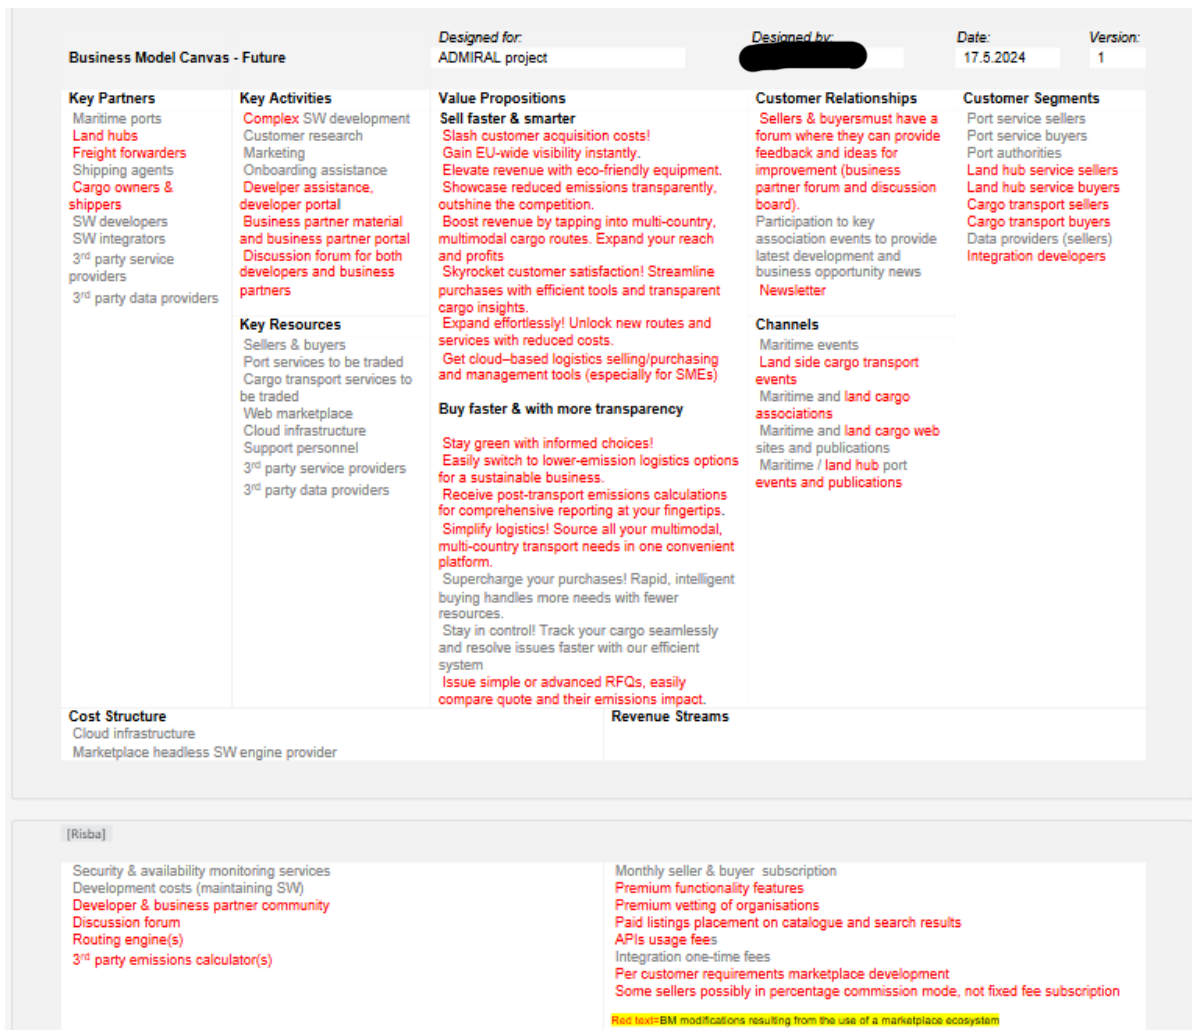 Business Model Canvas - Future
Designed for:
ADMIRAL project
Designed by:
Date:
17.5.2024
Version:
1
Key Partners
Maritime ports
Land hubs
Freight forwarders
Shipping agents
Cargo owners &
shippers
SW developers
SW integrators
3rd party service
providers
3rd party data providers
Key Activities
Complex SW development
Customer research
Marketing
Onboarding assistance
Develper assistance,
developer portal
Business partner material
and business partner portal
Discussion forum for both
developers and business
partners
Key Resources
Sellers & buyers
Port services to be traded
Cargo transport services to
be traded
Web marketplace
Cloud infrastructure
Support personnel
3rd party service providers
3rd party data providers
Value Propositions
Sell faster & smarter
Slash customer acquisition costs!
Gain EU-wide visibility instantly.
Elevate revenue with eco-friendly equipment.
Showcase reduced emissions transparently,
outshine the competition.
Boost revenue by tapping into multi-country,
multimodal cargo routes. Expand your reach
and profits
Skyrocket customer satisfaction! Streamline
purchases with efficient tools and transparent
cargo insights.
Expand effortlessly! Unlock new routes and
services with reduced costs.
Get cloud–based logistics selling/purchasing
and management tools (especially for SMEs)
Buy faster & with more transparency
Stay green with informed choices!
Easily switch to lower-emission logistics options
for a sustainable business.
Receive post-transport emissions calculations
for comprehensive reporting at your fingertips.
Simplify logistics! Source all your multimodal,
multi-country transport needs in one convenient
platform.
Supercharge your purchases! Rapid, intelligent
buying handles more needs with fewer
resources.
Stay in control! Track your cargo seamlessly
and resolve issues faster with our efficient
system
Issue simple or advanced RFQs, easily
compare quote and their emissions impact.
Customer Relationships
Sellers & buyersmust have a
forum where they can provide
feedback and ideas for
improvement (business
partner forum and discussion
board).
Participation to key
association events to provide
latest development and
business opportunity news
Newsletter
Channels
Maritime events
Land side cargo transport
events
Maritime and land cargo
associations
Maritime and land cargo web
sites and publications
Maritime / land hub port
events and publications
Customer Segments
Port service sellers
Port service buyers
Port authorities
Land hub service sellers
Land hub service buyers
Cargo transport sellers
Cargo transport buyers
Data providers (sellers)
Integration developers
Cost Structure
Cloud infrastructure
Marketplace headless SW engine provider
Revenue Streams
[Risba]
Security & availability monitoring services
Development costs (maintaining SW)
Developer & business partner community
Discussion forum
Routing engine(s)
3rd party emissions calculator(s)
Monthly seller & buyer subscription
Premium functionality features
Premium vetting of organisations
Paid listings placement on catalogue and search results
APIs usage fees
Integration one-time fees
Per customer requirements marketplace development
Some sellers possibly in percentage commission mode, not fixed fee subscription
Red text=BM modifications resulting from the use of a marketplace ecosystem